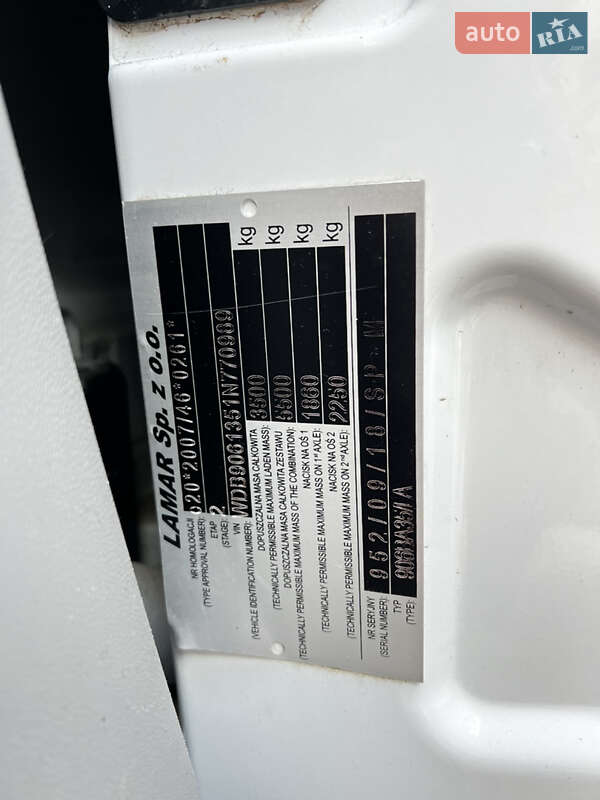 auto RIA.com
LAMAR Sp. z o.o.
NR HOMOLOGACJI
(TYPE APPROVAL NUMBER): *2007/46*0261*
ETAP
(STAGE): 2
VIN
(VEHICLE IDENTIFICATION NUMBER): WDB9061351N770989
DOPUSZCZALNA MASA CAŁKOWITA
(TECHNICALLY PERMISSIBLE MAXIMUM LADEN MASS): 3500 kg
DOPUSZCZALNA MASA CAŁKOWITA ZESTAWU
(TECHNICALLY PERMISSIBLE MAXIMUM MASS OF THE COMBINATION): 5500 kg
NACISK NA OŚ 1
(TECHNICALLY PERMISSIBLE MAXIMUM MASS ON 1ST AXLE): 1860 kg
NACISK NA OŚ 2
(TECHNICALLY PERMISSIBLE MAXIMUM MASS ON 2ND AXLE): 2250 kg
NR SERYJNY
(SERIAL NUMBER): 952/09/18/SP-M
TYP
(TYPE):